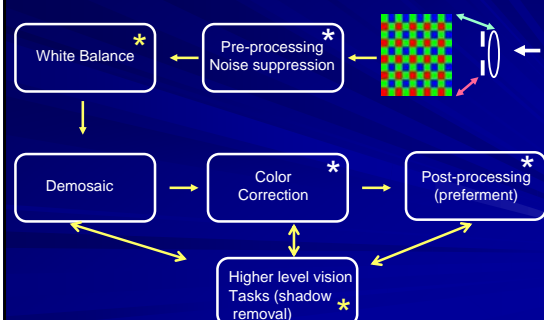 White Balance
Pre-processing
Noise suppression
Demosaic
Color
Correction
Post-processing
(preferment)
Higher level vision
Tasks (shadow
removal)